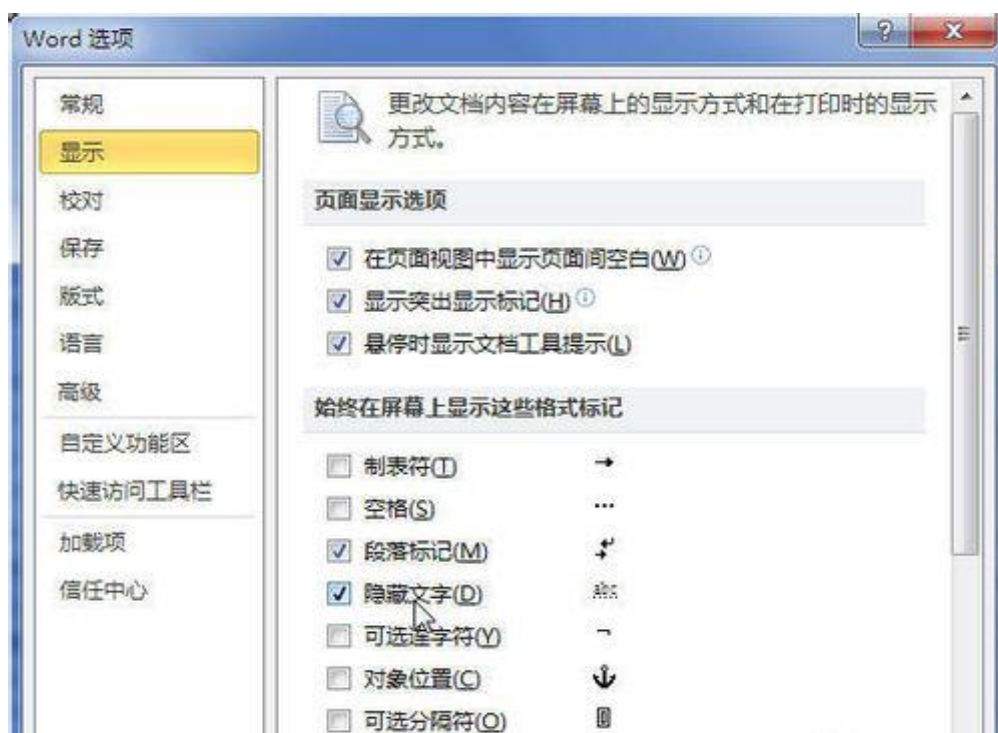 Word 选项
常规
显示
校对
保存
版式
语言
高级
自定义功能区
快速访问工具栏
加载项
信任中心
更改文档内容在屏幕上的显示方式和在打印时的显示
方式。
页面显示选项
在页面视图中显示页面间空白(W)
显示突出显示标记(H)
悬停时显示文档工具提示(L)
始终在屏幕上显示这些格式标记
制表符(T)
空格(S)
段落标记(M)
隐藏文字(D) abc
可选连字符(Y)
对象位置(C)
可选分隔符(O)